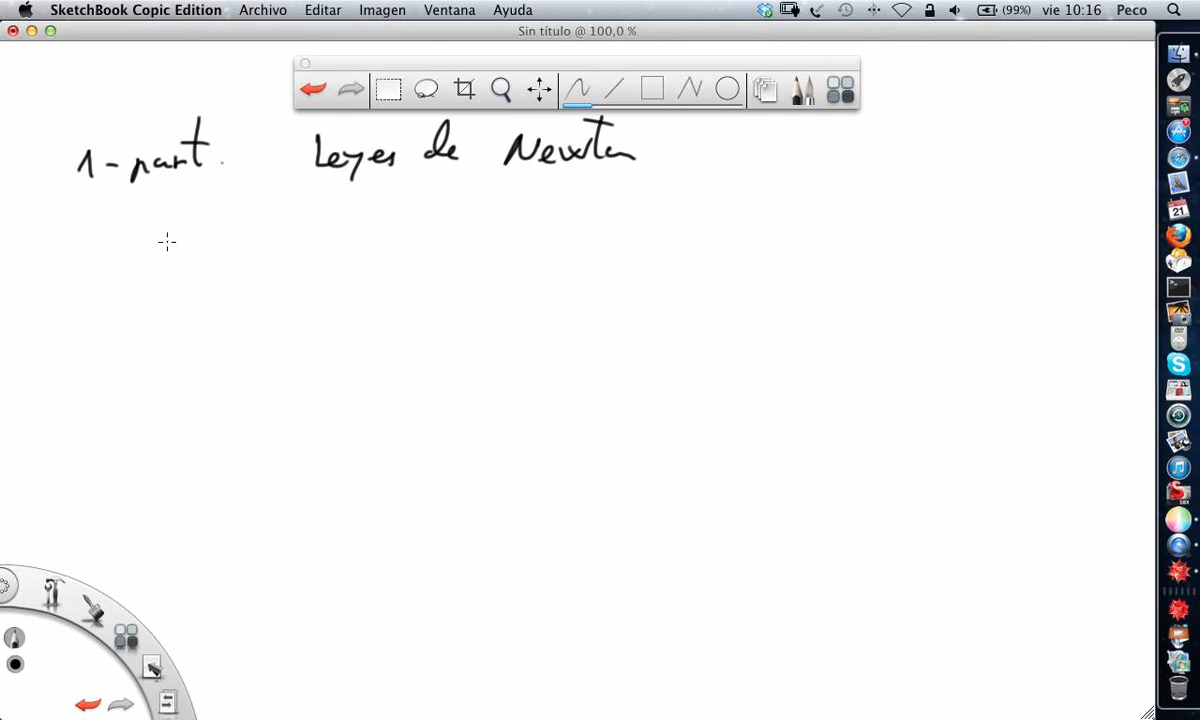 SketchBook Copic Edition Archivo Editar Imagen Ventana Ayuda (99%) vie 10:16 Peco
Sin título @ 100,0 %
1-part. Leyes de Newton
21